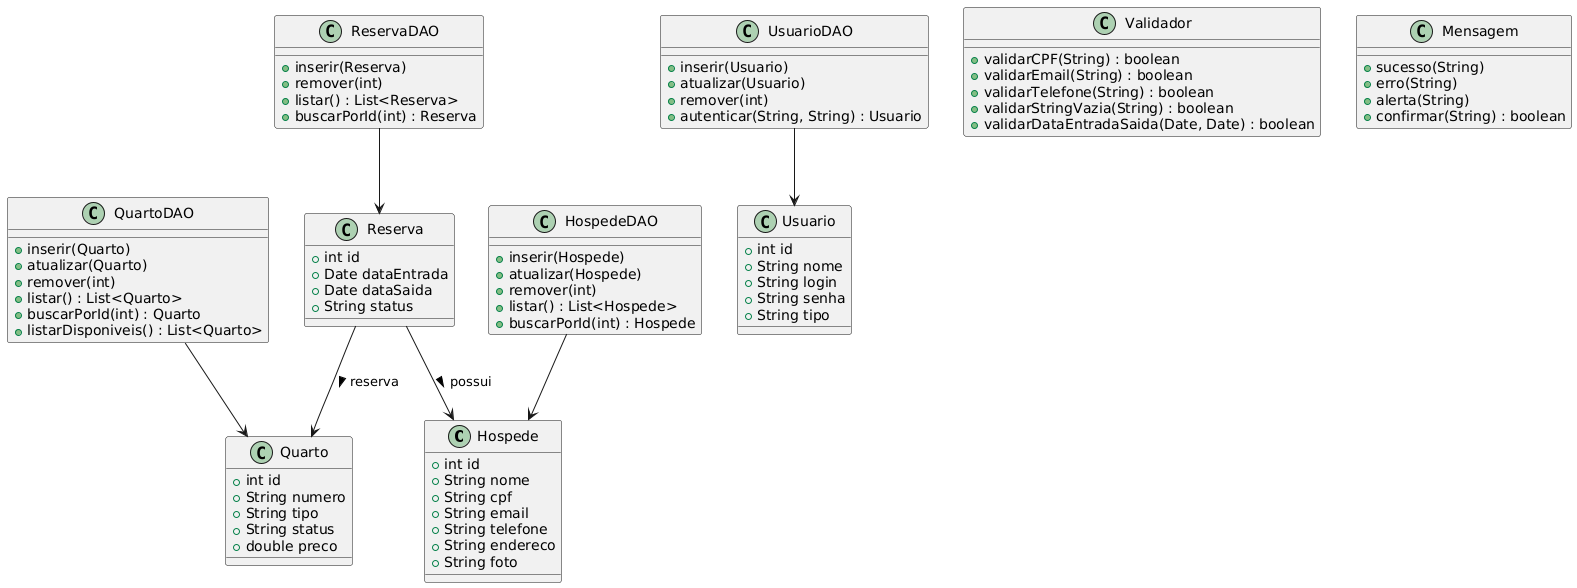 C ReservaDAO
inserir(Reserva)
remover(int)
listar() : List<Reserva>
buscarPorId(int) : Reserva
C UsuarioDAO
inserir(Usuario)
atualizar(Usuario)
remover(int)
autenticar(String, String) : Usuario
C Validador
validarCPF(String) : boolean
validarEmail(String) : boolean
validarTelefone(String) : boolean
validarStringVazia(String) : boolean
validarDataEntradaSaida(Date, Date) : boolean
C Mensagem
sucesso(String)
erro(String)
alerta(String)
confirmar(String) : boolean
C QuartoDAO
inserir(Quarto)
atualizar(Quarto)
remover(int)
listar() : List<Quarto>
buscarPorId(int) : Quarto
listarDisponiveis() : List<Quarto>
C Reserva
int id
Date dataEntrada
Date dataSaida
String status
C HospedeDAO
inserir(Hospede)
atualizar(Hospede)
remover(int)
listar() : List<Hospede>
buscarPorId(int) : Hospede
C Usuario
int id
String nome
String login
String senha
String tipo
reserva
possui
C Quarto
int id
String numero
String tipo
String status
double preco
C Hospede
int id
String nome
String cpf
String email
String telefone
String endereco
String foto